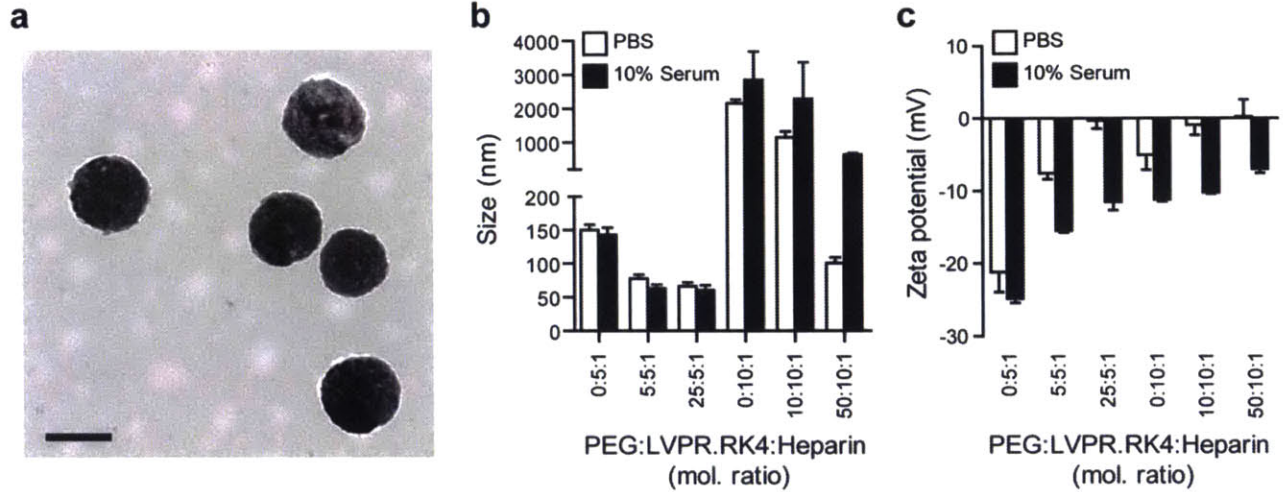 a
b
PBS
10% Serum
4000
3000
2000
1000
200
150
100
50
0
Size (nm)
0:5:1
5:5:1
25:5:1
0:10:1
10:10:1
50:10:1
PEG:LVPR.RK4:Heparin
(mol. ratio)
c
PBS
10% Serum
10
0
-10
-20
-30
Zeta potential (mV)
0:5:1
5:5:1
25:5:1
0:10:1
10:10:1
50:10:1
PEG:LVPR.RK4:Heparin
(mol. ratio)